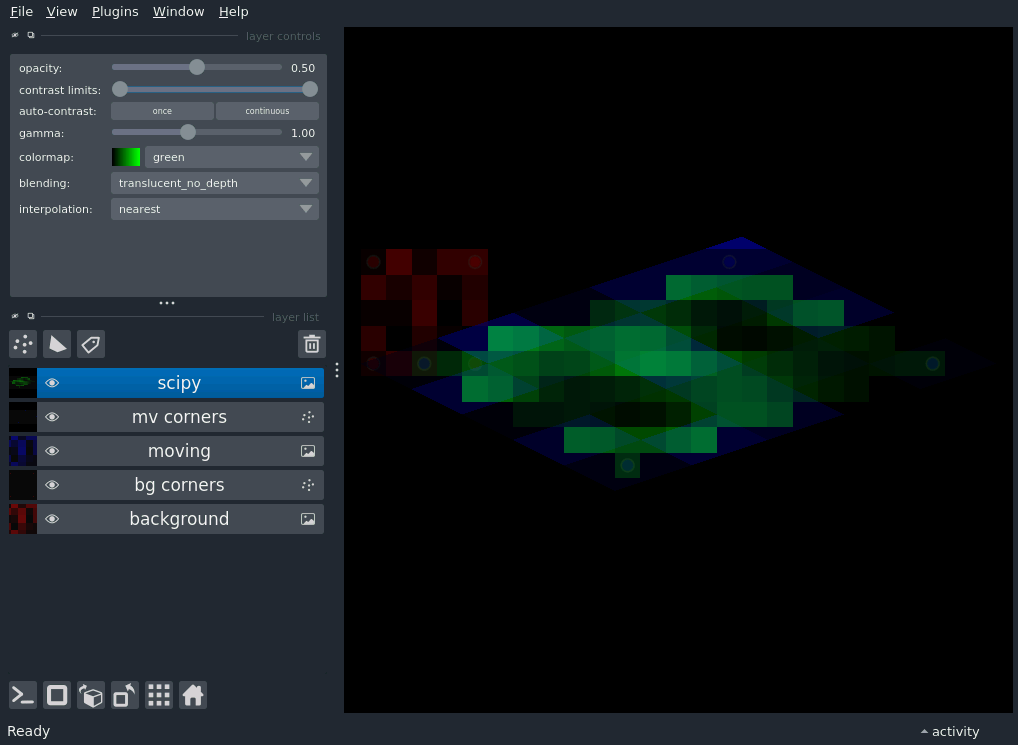 File View Plugins Window Help
layer controls
opacity: 0.50
contrast limits:
auto-contrast: once continuous
gamma: 1.00
colormap: green
blending: translucent_no_depth
interpolation: nearest
layer list
scipy
mv corners
moving
bg corners
background
Ready activity